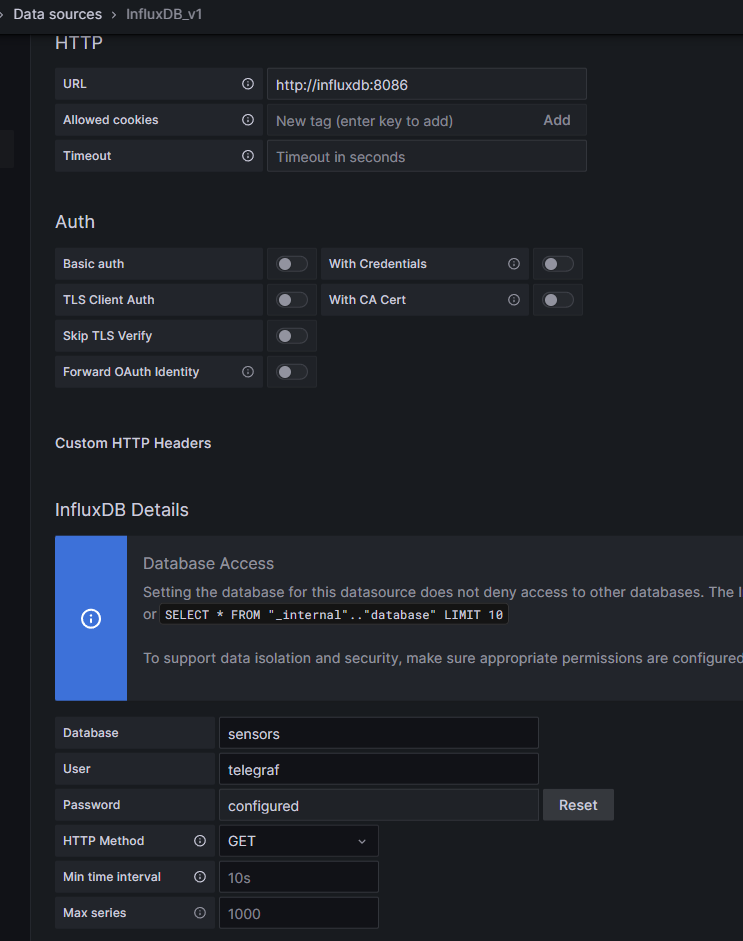 Data sources › InfluxDB_v1
HTTP
URL http://influxdb:8086
Allowed cookies New tag (enter key to add) Add
Timeout Timeout in seconds
Auth
Basic auth With Credentials
TLS Client Auth With CA Cert
Skip TLS Verify
Forward OAuth Identity
Custom HTTP Headers
InfluxDB Details
Database Access
Setting the database for this datasource does not deny access to other databases. The
or SELECT * FROM "_internal".."database" LIMIT 10
To support data isolation and security, make sure appropriate permissions are configured
Database sensors
User telegraf
Password configured Reset
HTTP Method GET
Min time interval 10s
Max series 1000